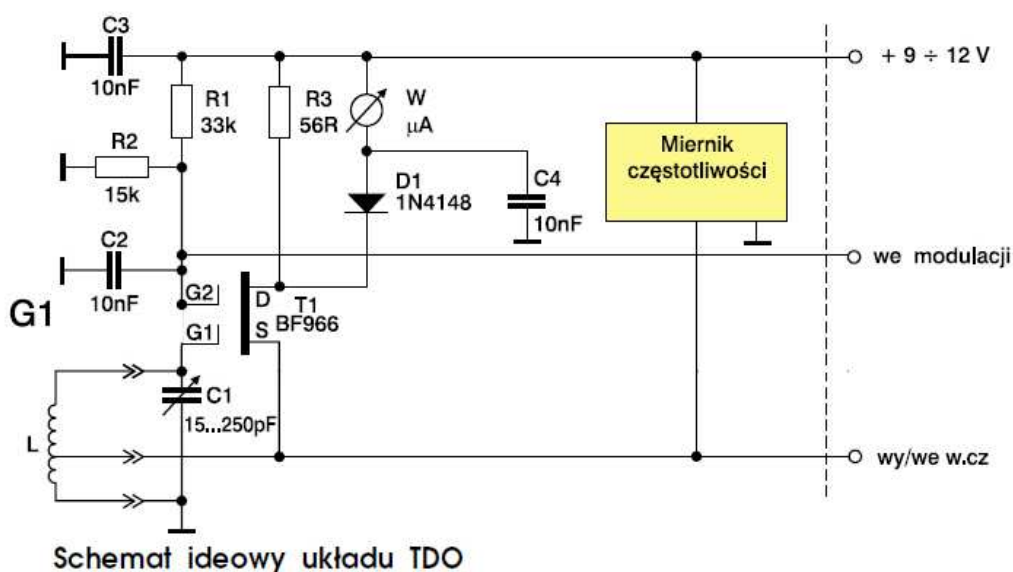 C3
10nF
+ 9 ÷ 12 V
R1
33k
R3
56R
W
μA
Miernik
częstotliwości
R2
15k
D1
1N4148
C4
10nF
C2
10nF
we modulacji
G1
G2
D
T1
BF966
G1
S
C1
15...250pF
L
wy/we w.cz
Schemat ideowy układu TDO